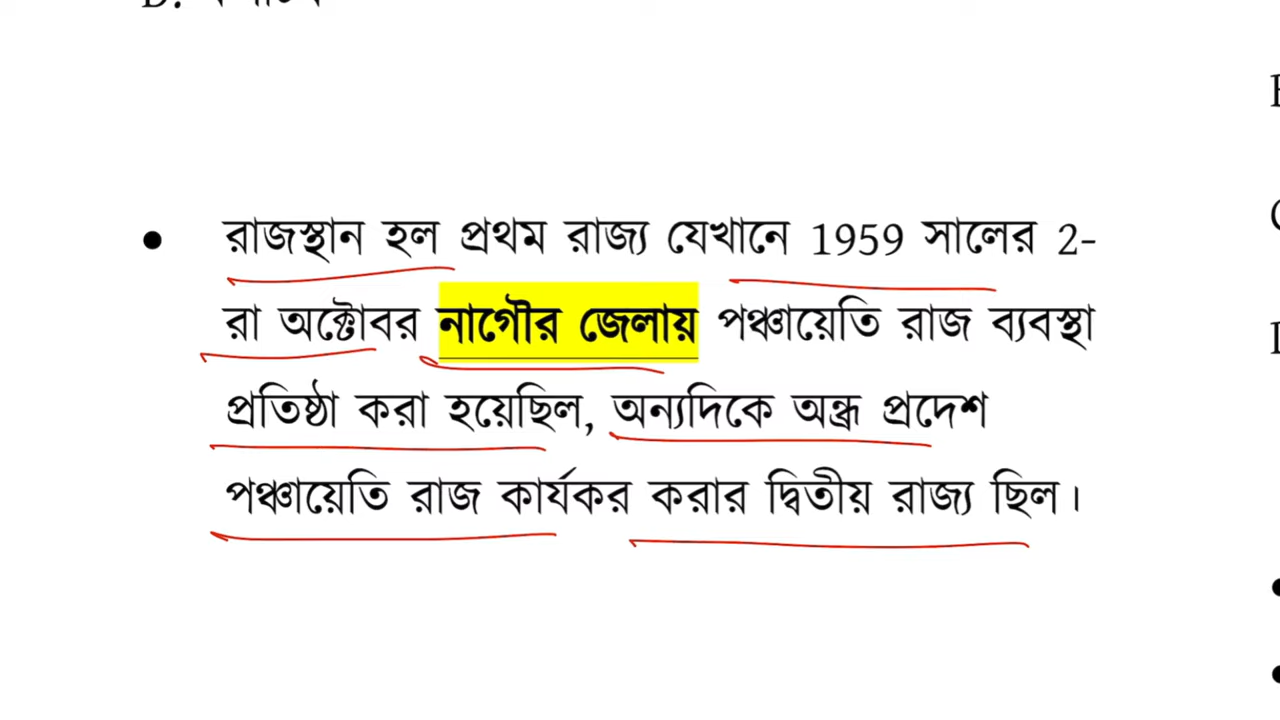 • রাজস্থান হল প্রথম রাজ্য যেখানে 1959 সালের 2-
রা অক্টোবর নাগৌর জেলায় পঞ্চায়েতি রাজ ব্যবস্থা
প্রতিষ্ঠা করা হয়েছিল, অন্যদিকে অন্ধ্র প্রদেশ
পঞ্চায়েতি রাজ কার্যকর করার দ্বিতীয় রাজ্য ছিল।